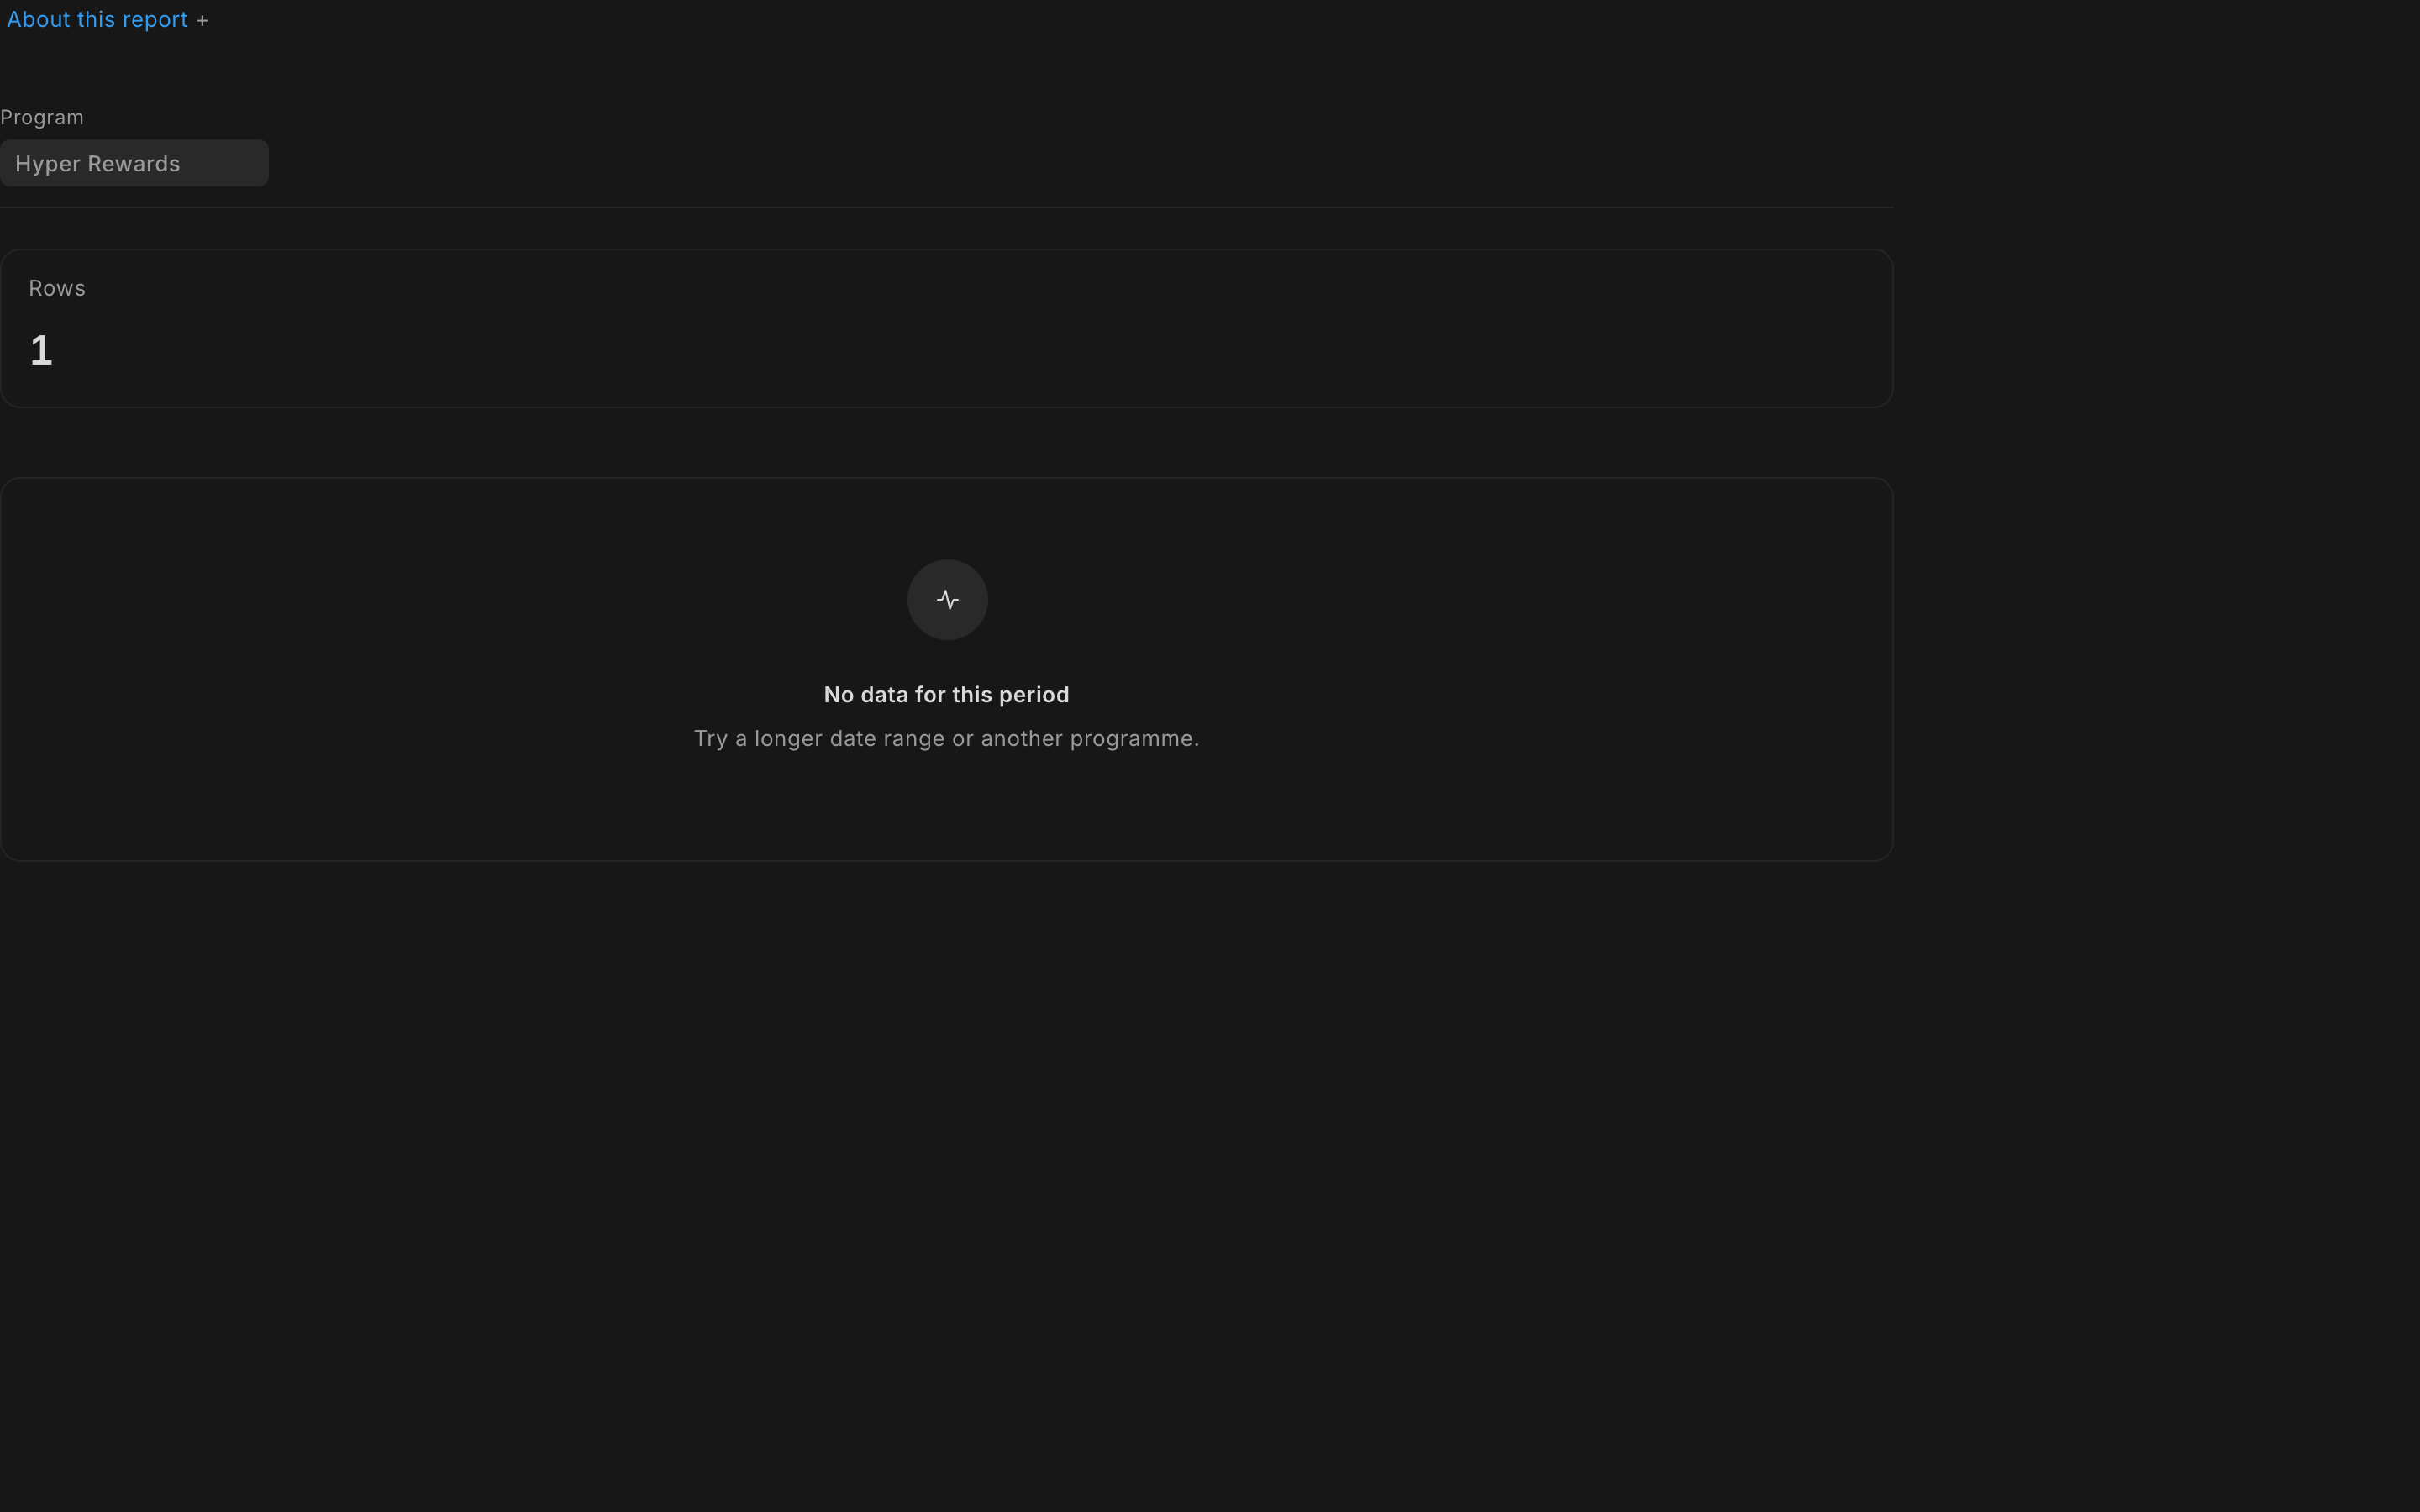 About this report +
Program
Hyper Rewards
Rows
1
No data for this period
Try a longer date range or another programme.